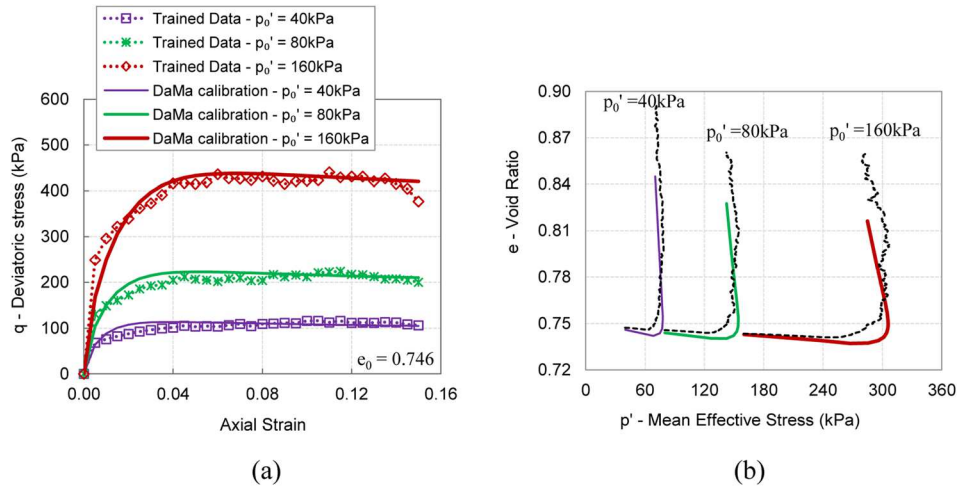 Trained Data - p₀' = 40kPa
Trained Data - p₀' = 80kPa
Trained Data - p₀' = 160kPa
DaMa calibration - p₀' = 40kPa
DaMa calibration - p₀' = 80kPa
DaMa calibration - p₀' = 160kPa
600
500
400
300
200
100
0
q - Deviatoric stress (kPa)
e₀ = 0.746
0.00 0.04 0.08 0.12 0.16
Axial Strain
(a)
0.90
0.87
0.84
0.81
0.78
0.75
0.72
e - Void Ratio
p₀' =40kPa
p₀' =80kPa
p₀' =160kPa
0 60 120 180 240 300 360
p' - Mean Effective Stress (kPa)
(b)